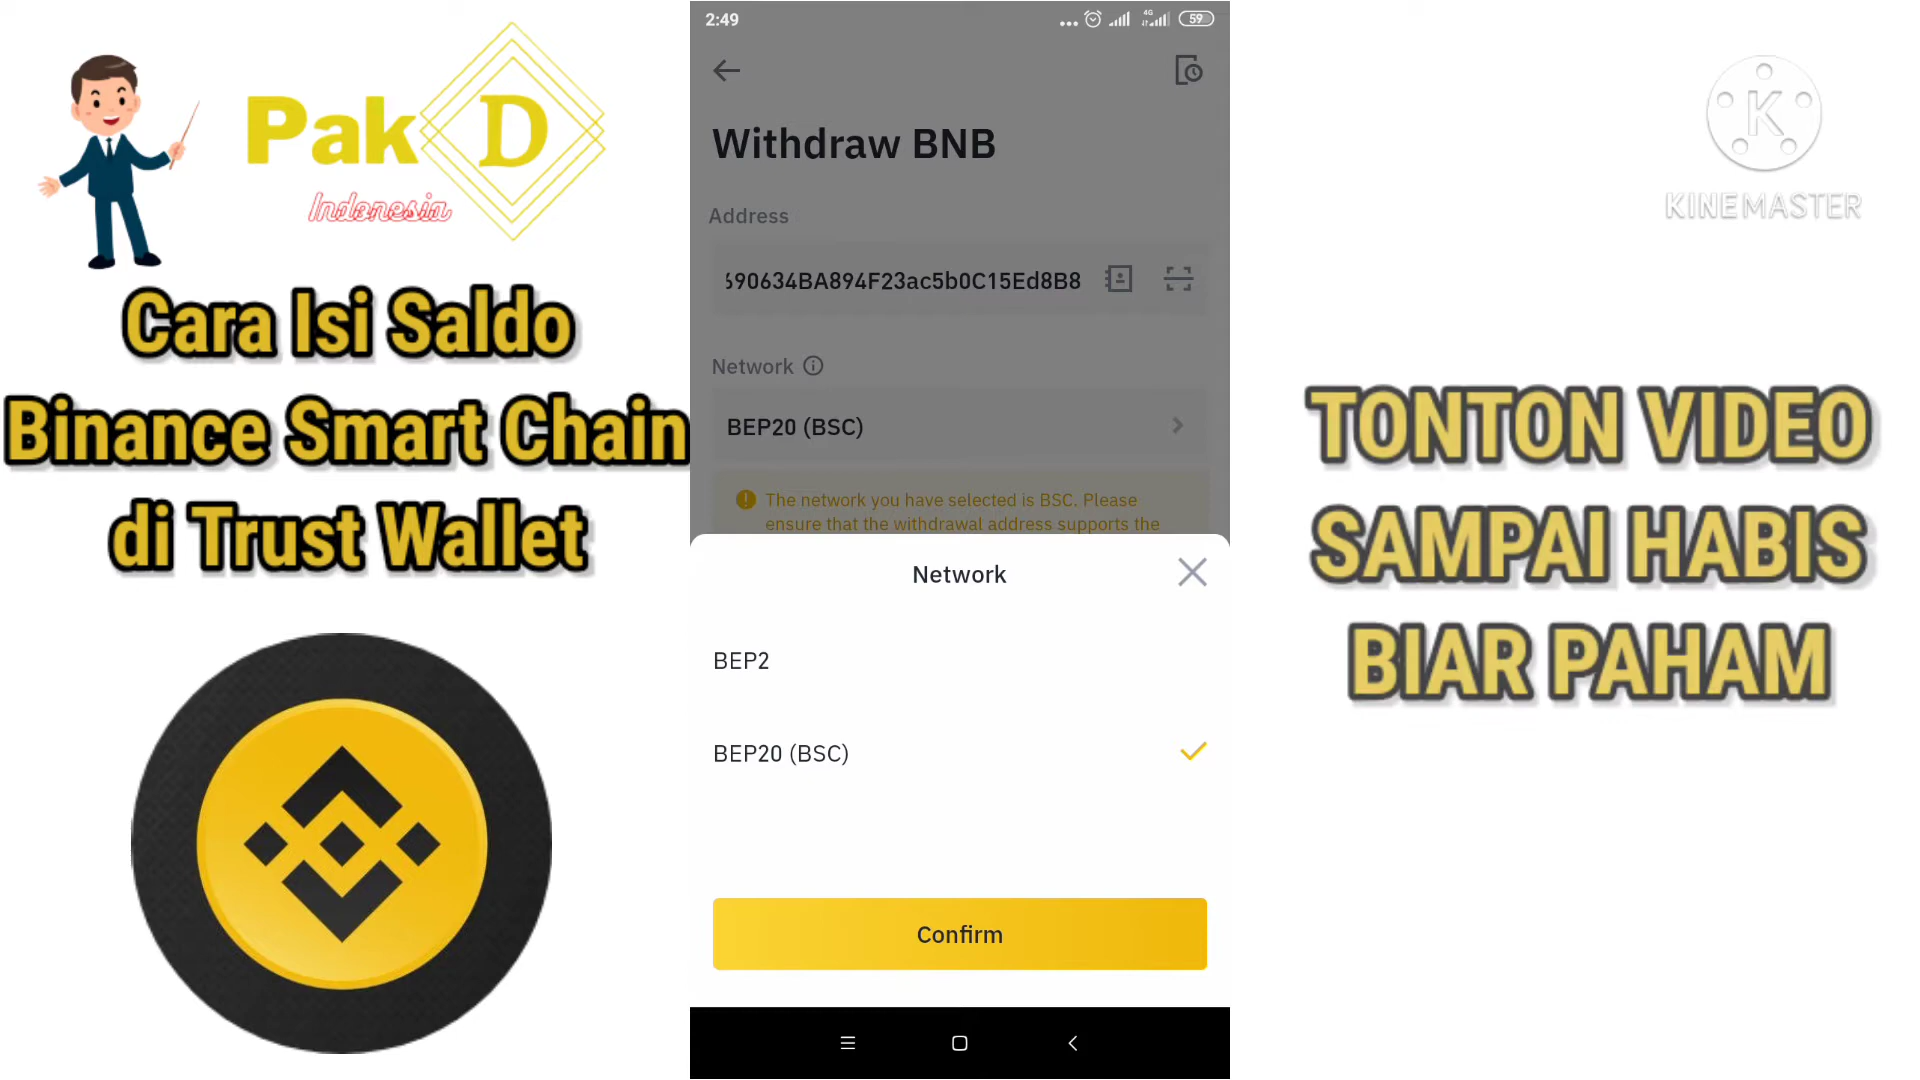 Pak D
Indonesia
Cara Isi Saldo
Binance Smart Chain
di Trust Wallet
2:49
4G
59
Withdraw BNB
Address
690634BA894F23ac5b0C15Ed8B8
Network
BEP20 (BSC)
The network you have selected is BSC. Please
ensure that the withdrawal address supports the
Network
BEP2
BEP20 (BSC)
Confirm
K
KINEMASTER
TONTON VIDEO
SAMPAI HABIS
BIAR PAHAM